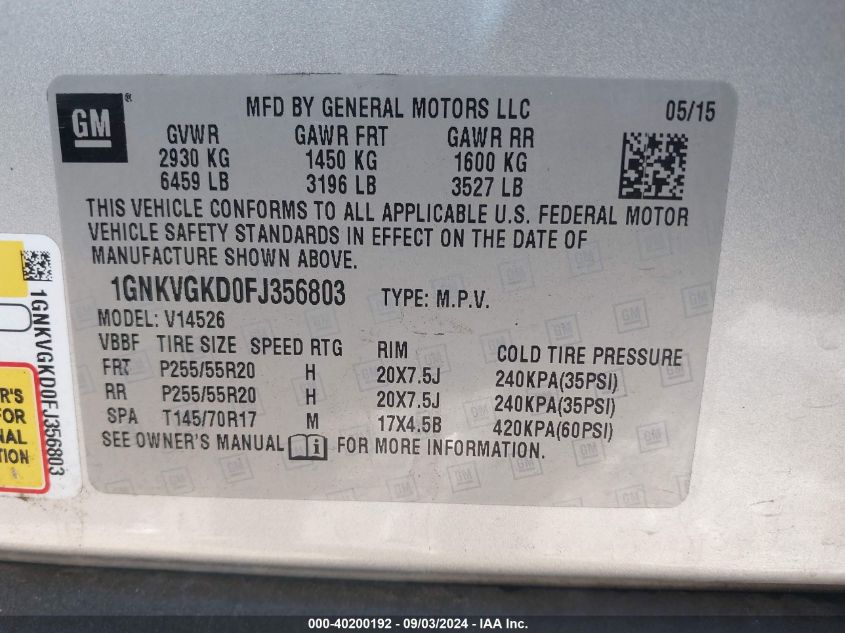 GM®
MFD BY GENERAL MOTORS LLC 05/15
GVWR GAWR FRT GAWR RR
2930 KG 1450 KG 1600 KG
6459 LB 3196 LB 3527 LB
THIS VEHICLE CONFORMS TO ALL APPLICABLE U.S. FEDERAL MOTOR
VEHICLE SAFETY STANDARDS IN EFFECT ON THE DATE OF
MANUFACTURE SHOWN ABOVE.
1GNKVGKD0FJ356803 TYPE: M.P.V.
MODEL: V14526
VBBF TIRE SIZE SPEED RTG RIM COLD TIRE PRESSURE
FRT P255/55R20 H 20X7.5J 240KPA(35PSI)
RR P255/55R20 H 20X7.5J 240KPA(35PSI)
SPA T145/70R17 M 17X4.5B 420KPA(60PSI)
SEE OWNER'S MANUAL FOR MORE INFORMATION.
1GNKVGKD0FJ356803
R'S
FOR
NAL
TION
000-40200192 - 09/03/2024 - IAA Inc.